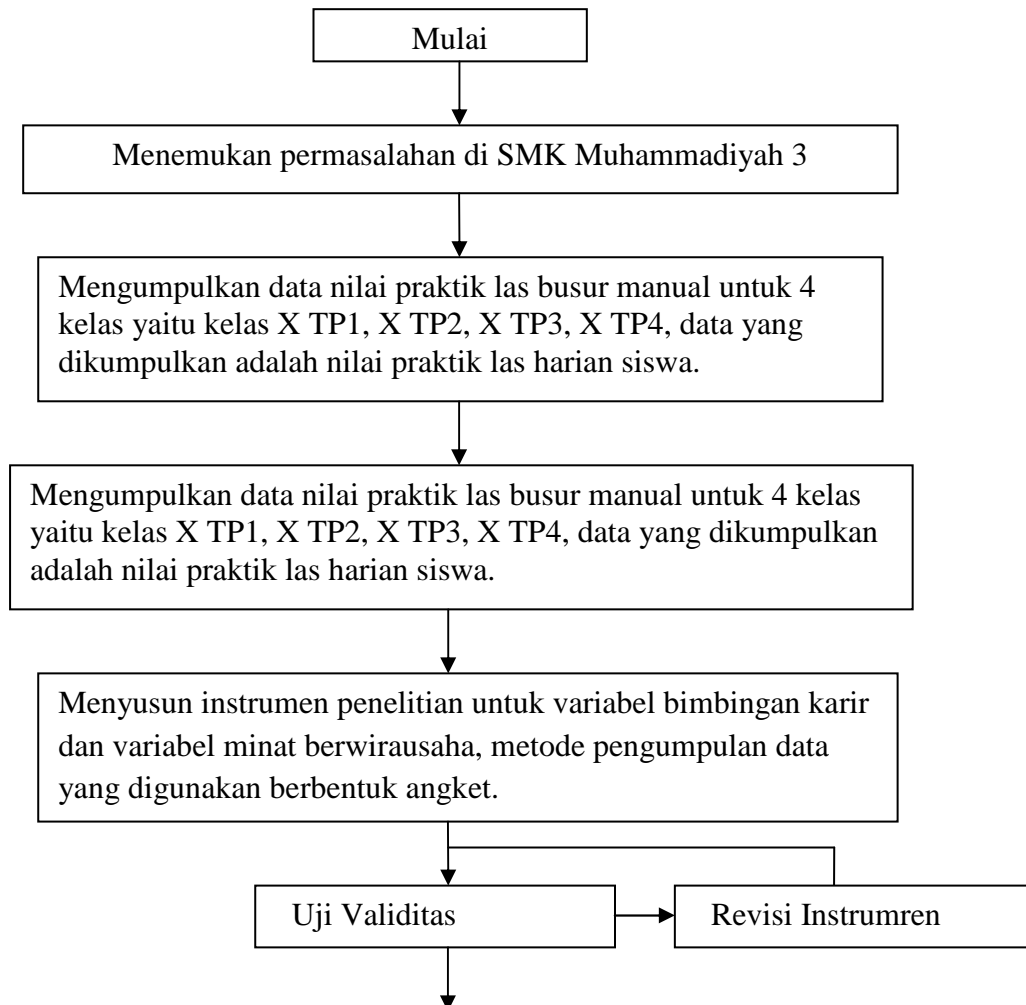 Mulai
Menemukan permasalahan di SMK Muhammadiyah 3
Mengumpulkan data nilai praktik las busur manual untuk 4
kelas yaitu kelas X TP1, X TP2, X TP3, X TP4, data yang
dikumpulkan adalah nilai praktik las harian siswa.
Mengumpulkan data nilai praktik las busur manual untuk 4 kelas
yaitu kelas X TP1, X TP2, X TP3, X TP4, data yang dikumpulkan
adalah nilai praktik las harian siswa.
Menyusun instrumen penelitian untuk variabel bimbingan karir
dan variabel minat berwirausaha, metode pengumpulan data
yang digunakan berbentuk angket.
Uji Validitas
Revisi Instrumren